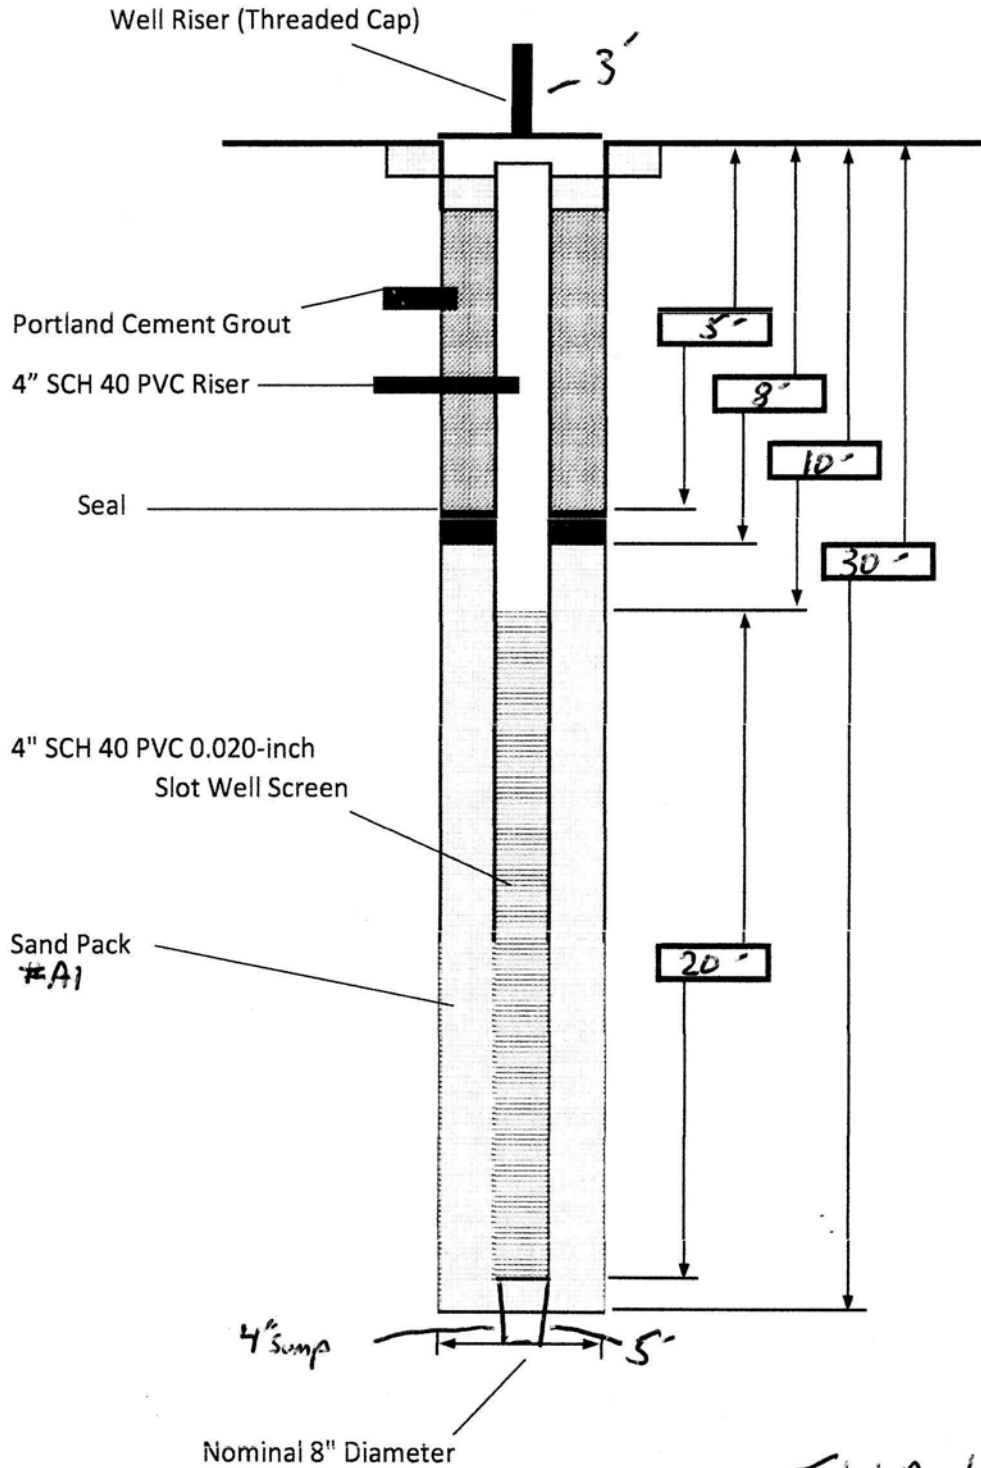 Well Riser (Threaded Cap)
3'
Portland Cement Grout
5'
4" SCH 40 PVC Riser
8'
10'
Seal
30'
4" SCH 40 PVC 0.020-inch
Slot Well Screen
Sand Pack
#A1
20'
4" Sump
5'
Nominal 8" Diameter